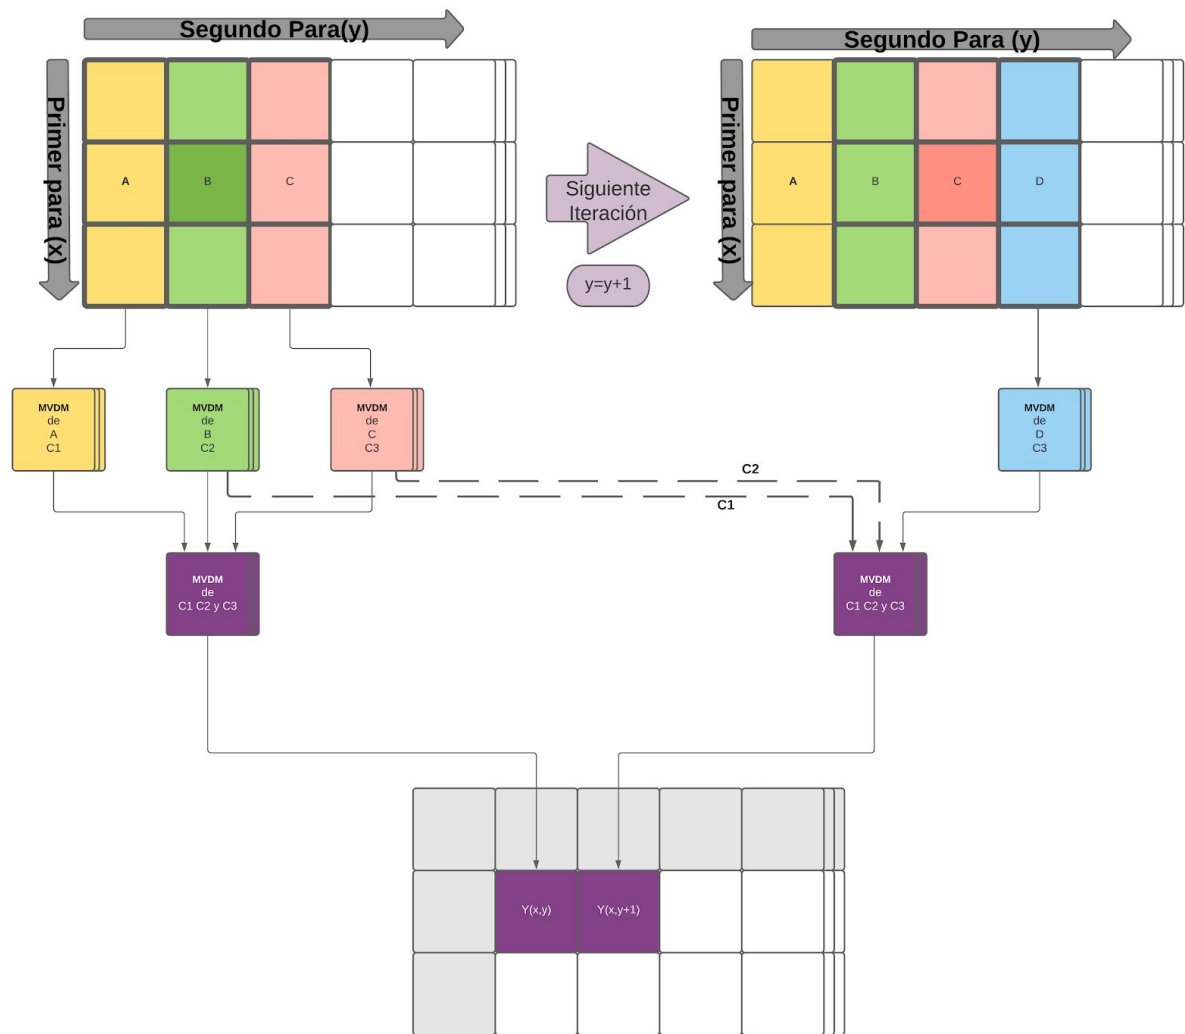 Segundo Para(y)
Primer para (x)
A
B
C
Siguiente
Iteración
y=y+1
Segundo Para (y)
Primer para (x)
A
B
C
D
MVDM
de
A
C1
MVDM
de
B
C2
MVDM
de
C
C3
MVDM
de
D
C3
C2
C1
MVDM
de
C1 C2 y C3
MVDM
de
C1 C2 y C3
Y(x,y)
Y(x,y+1)